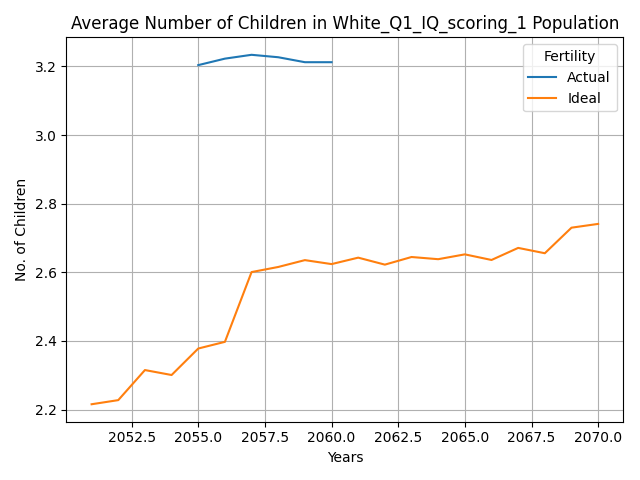 Average Number of Children in White_Q1_IQ_scoring_1 Population
Fertility
Actual
Ideal
No. of Children
3.2
3.0
2.8
2.6
2.4
2.2
2052.5 2055.0 2057.5 2060.0 2062.5 2065.0 2067.5 2070.0
Years